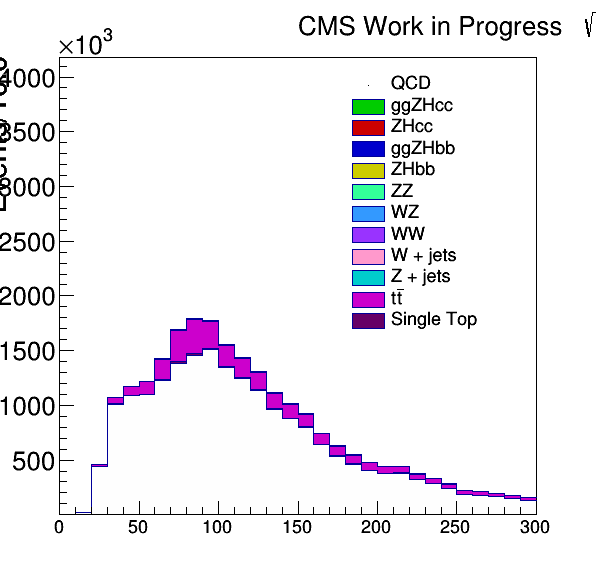 CMS Work in Progress √
×10³
4000
3500
3000
2500
2000
1500
1000
500
0 50 100 150 200 250 300
QCD
ggZHcc
ZHcc
ggZHbb
ZHbb
ZZ
WZ
WW
W + jets
Z + jets
tt̄
Single Top